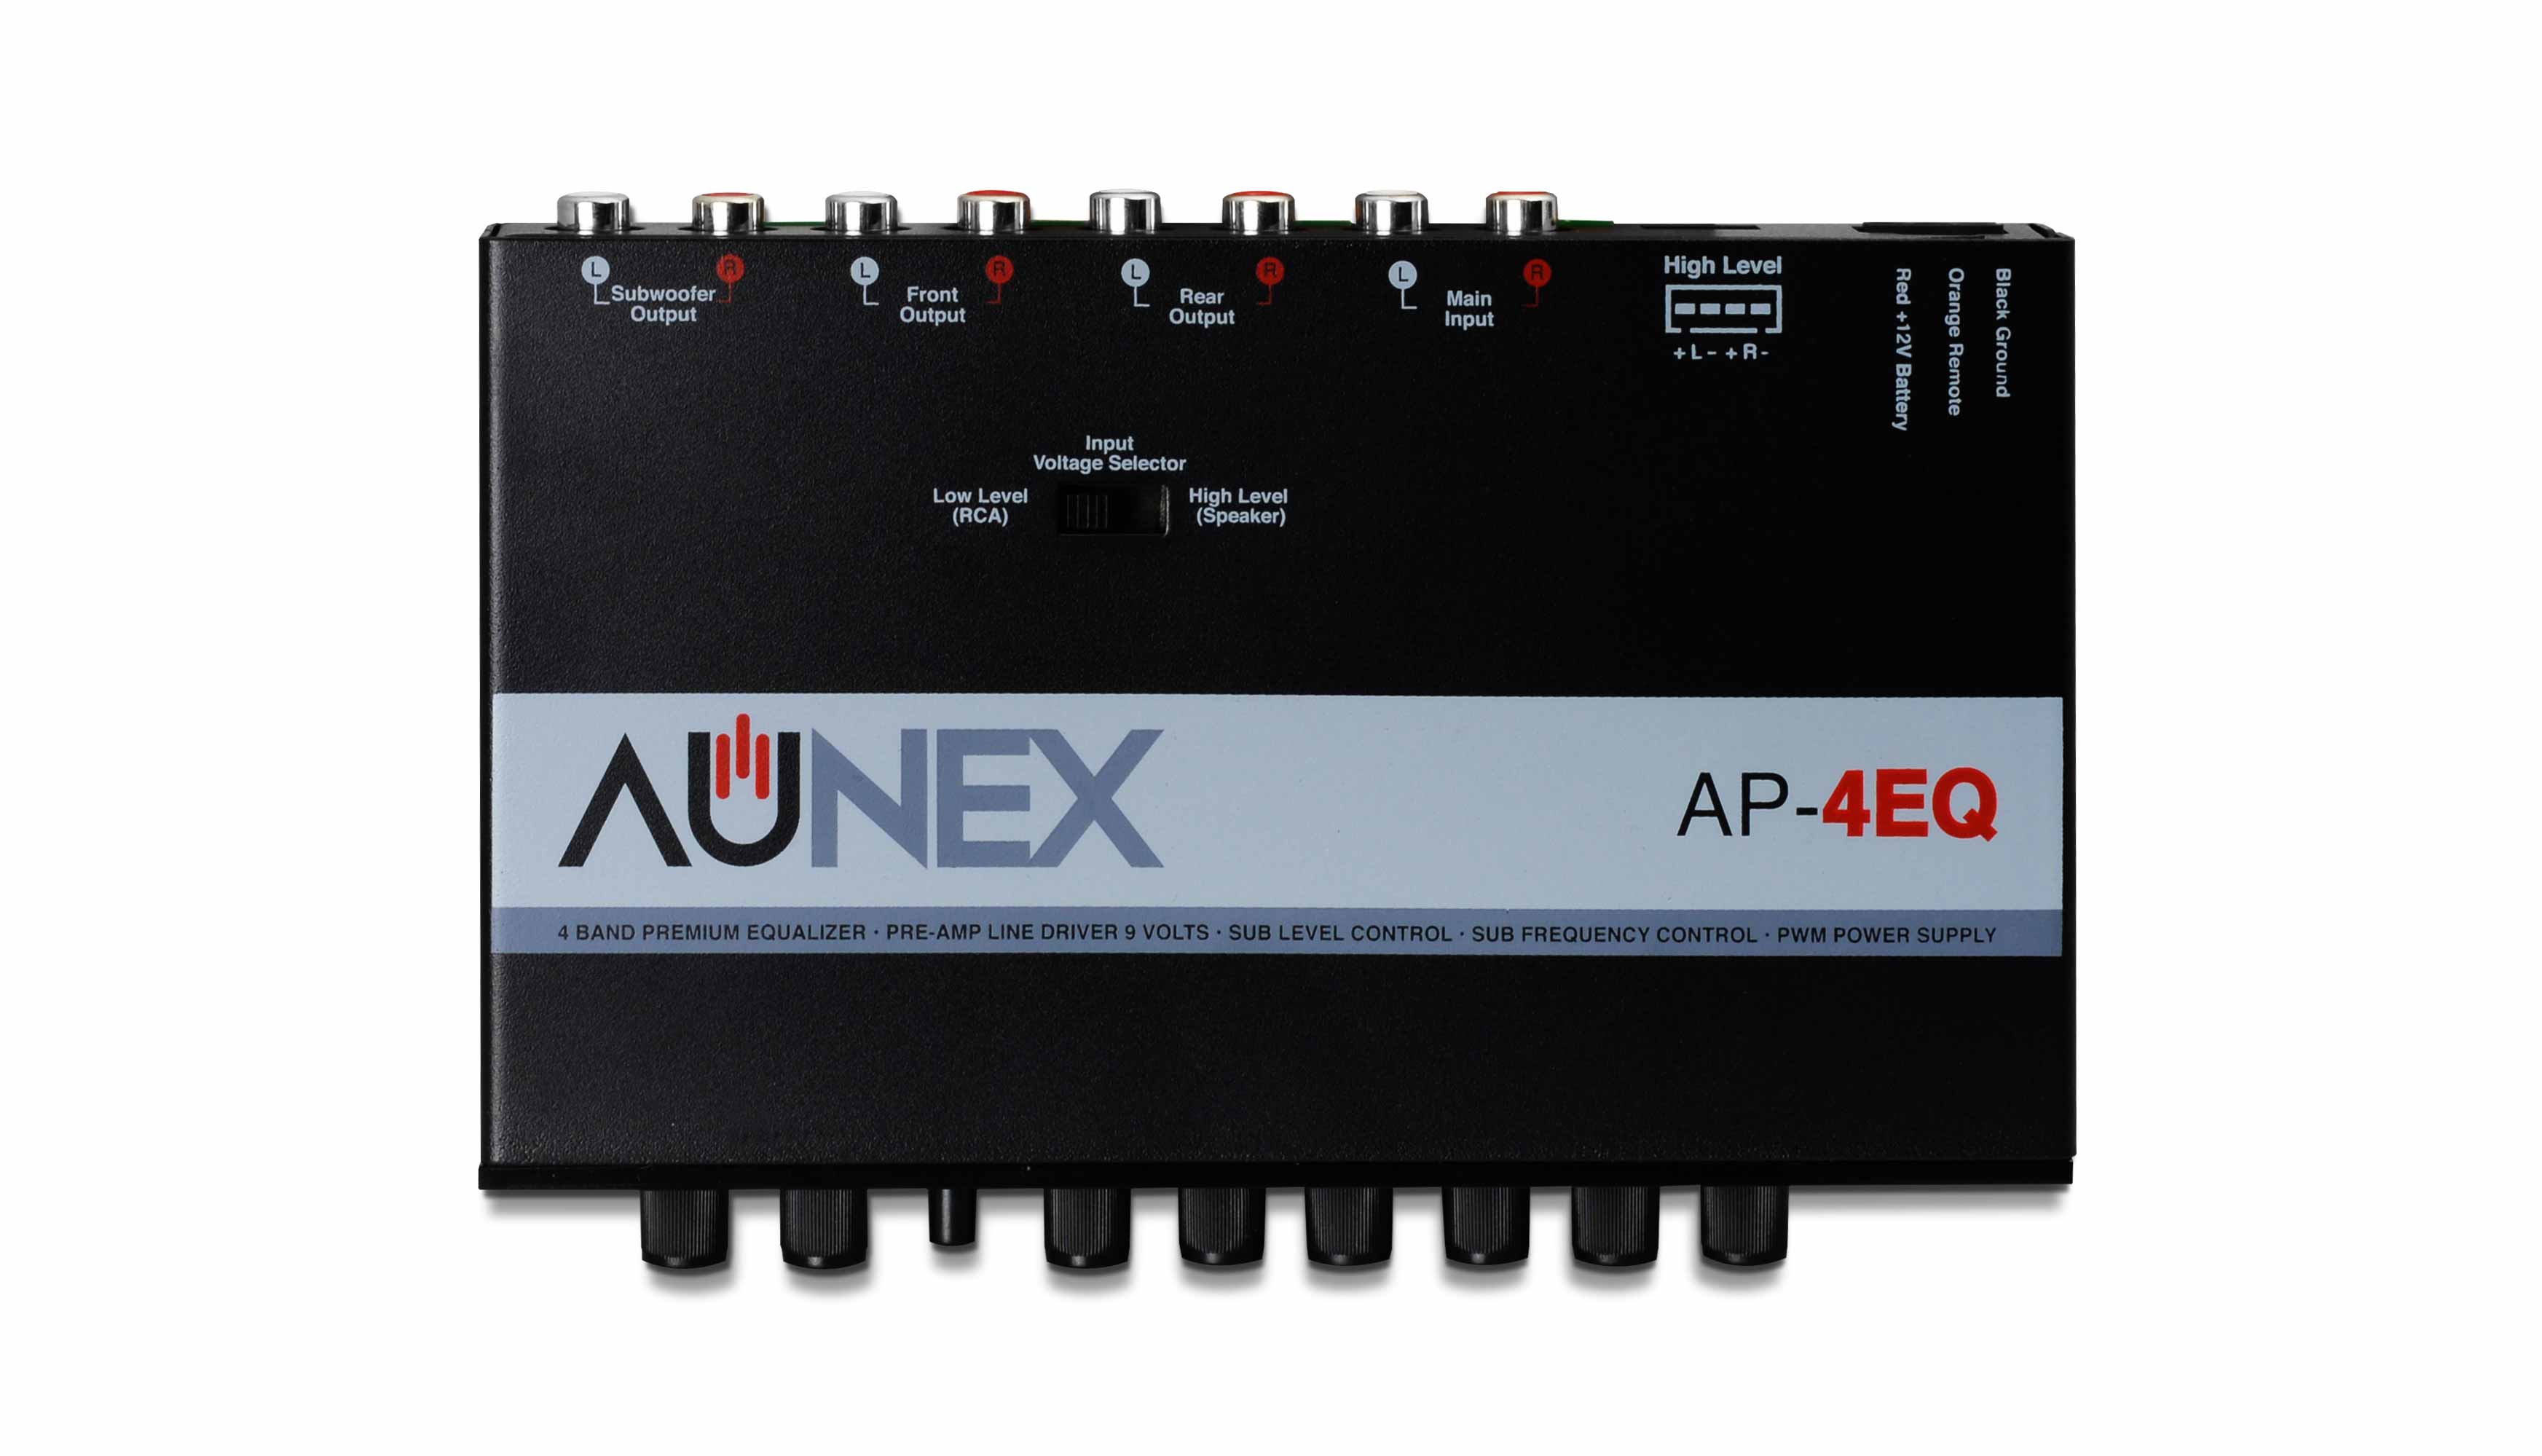 L Subwoofer R
Output
L Front R
Output
L Rear R
Output
L Main R
Input
High Level
+ L - + R -
Red +12V Battery
Orange Remote
Black Ground
Input
Voltage Selector
Low Level
(RCA)
High Level
(Speaker)
AUNEX
AP-4EQ
4 BAND PREMIUM EQUALIZER · PRE-AMP LINE DRIVER 9 VOLTS · SUB LEVEL CONTROL · SUB FREQUENCY CONTROL · PWM POWER SUPPLY